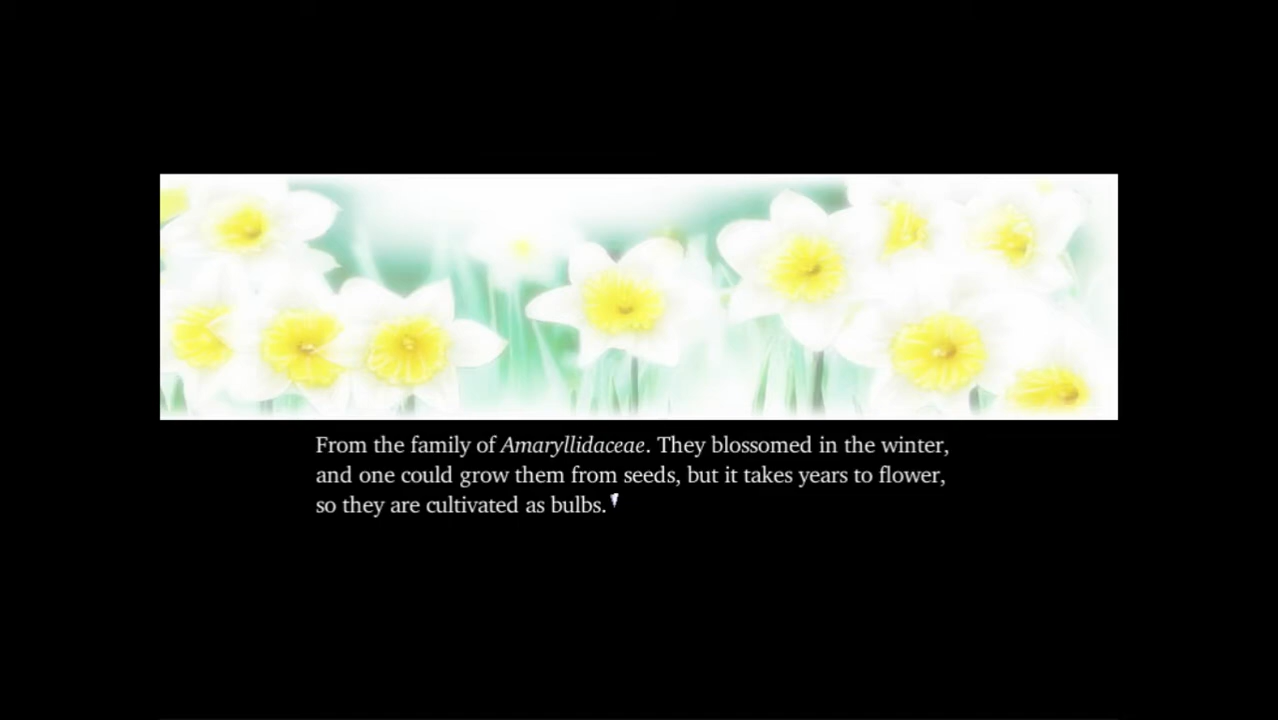 From the family of Amaryllidaceae. They blossomed in the winter,
and one could grow them from seeds, but it takes years to flower,
so they are cultivated as bulbs.